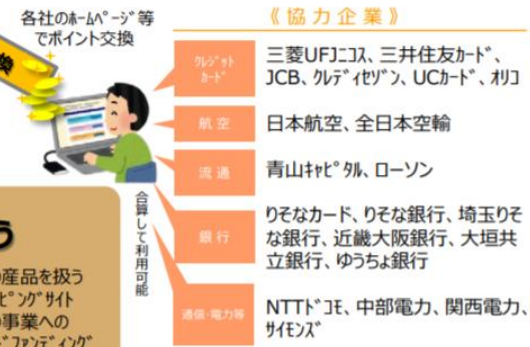 各社のﾎｰﾑﾍﾟｰｼﾞ等
でポイント交換
換
《協力企業》
ｸﾚｼﾞｯﾄ
ｶｰﾄﾞ
三菱UFJﾆｺｽ、三井住友ｶｰﾄﾞ、
JCB、ｸﾚﾃﾞｨｾｿﾞﾝ、UCｶｰﾄﾞ、ｵﾘｺ
航空
日本航空、全日本空輸
流通
青山ｷｬﾋﾟﾀﾙ、ローソン
銀行
りそなカード、りそな銀行、埼玉りそ
な銀行、近畿大阪銀行、大垣共
立銀行、ゆうちょ銀行
通信・電力等
NTTﾄﾞｺﾓ、中部電力、関西電力、
ｻｲﾓﾝｽﾞ
合算して利用可能
う
産品を扱う
ﾋﾟﾝｸﾞサイト
事業への
ﾄﾞﾌｧﾝﾃﾞｨﾝｸﾞ